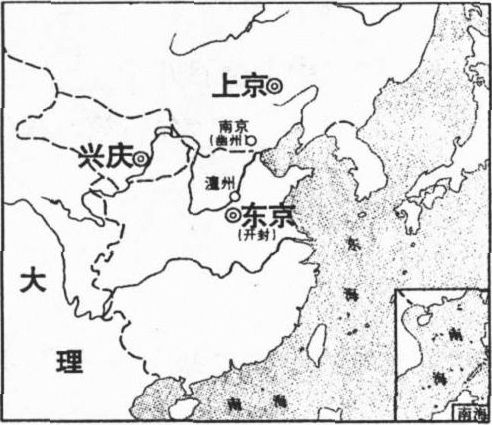 上京
南京
(幽州)
兴庆
澶州
东京
(开封)
东
海
大
理
南
海
南海
南 海